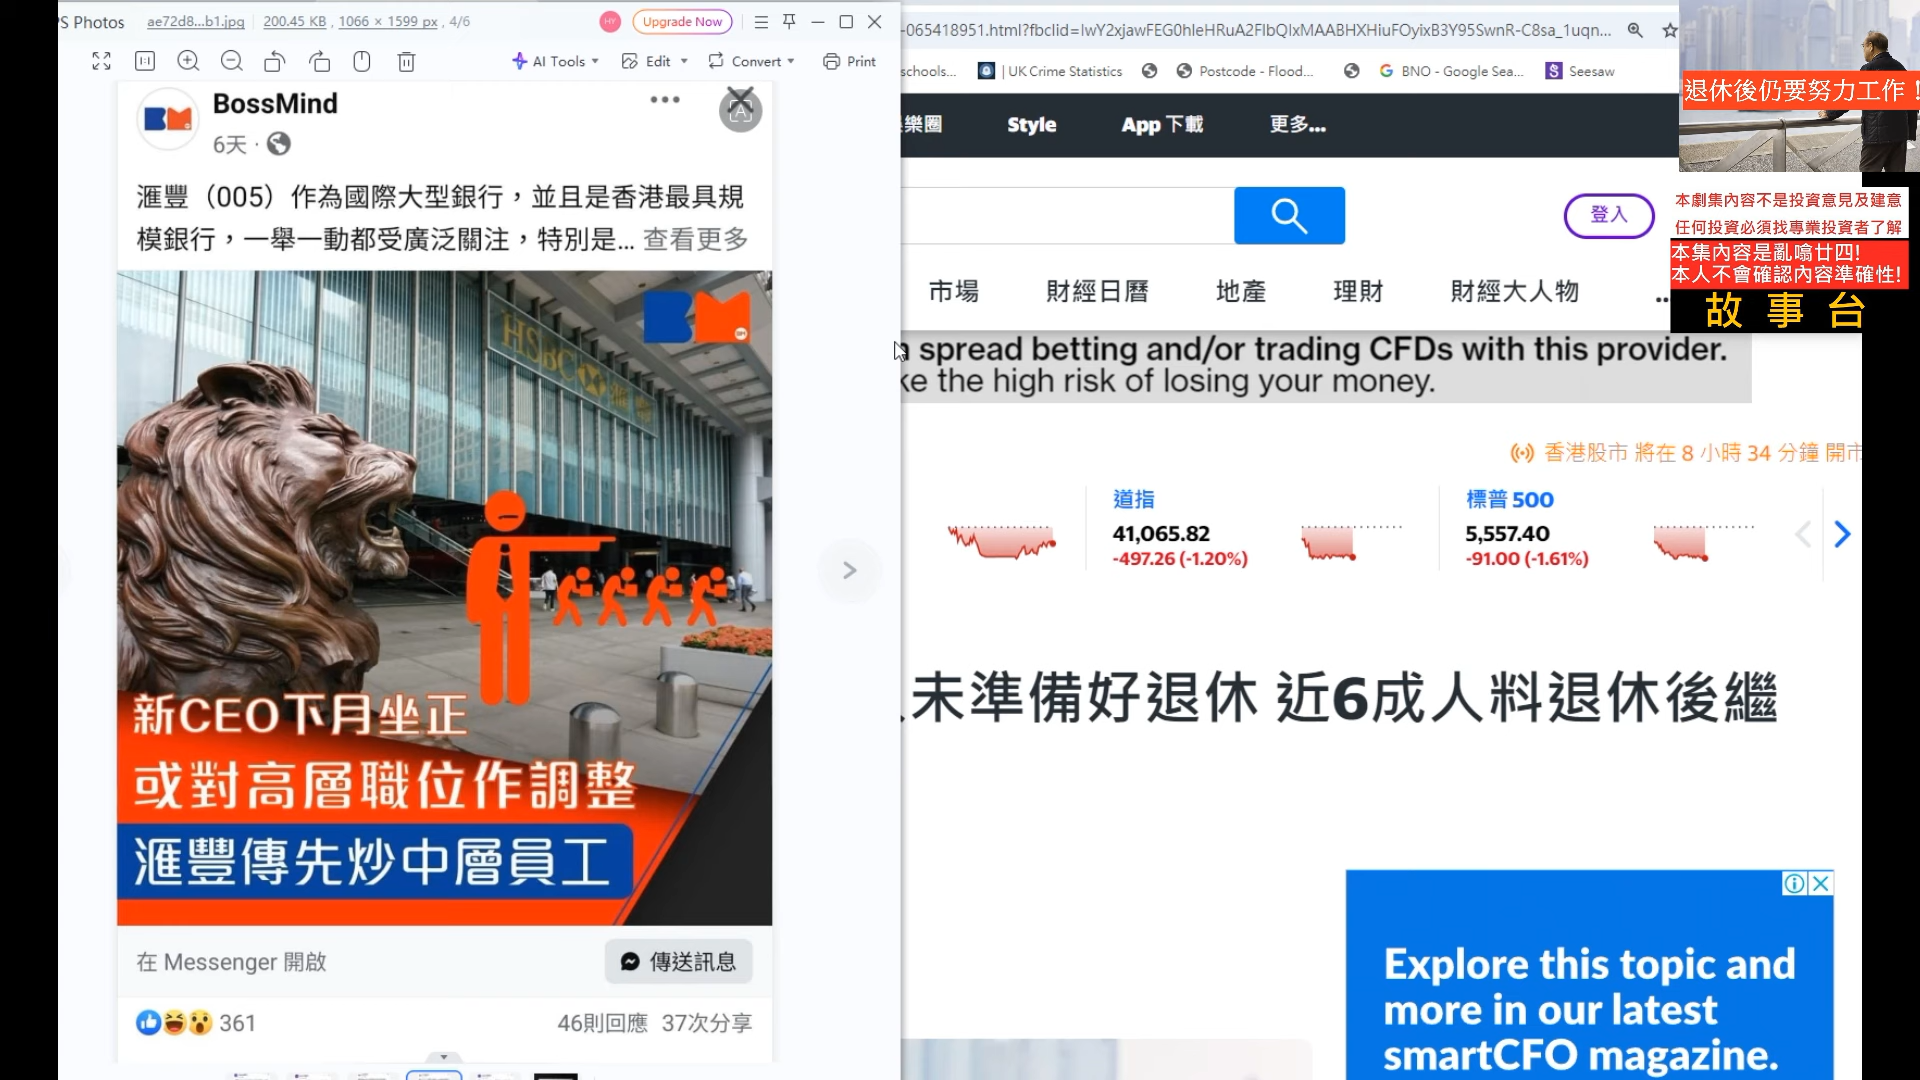 S Photos
ae72d8...b1.jpg
200.45 KB , 1066 × 1599 px , 4/6
HY
Upgrade Now
AI Tools
Edit
Convert
Print
BossMind
6天 ·
滙豐（005）作為國際大型銀行，並且是香港最具規
模銀行，一舉一動都受廣泛關注，特別是... 查看更多
BM
HSBC 滙豐
新CEO下月坐正
或對高層職位作調整
滙豐傳先炒中層員工
在 Messenger 開啟
傳送訊息
361
46則回應 37次分享
-065418951.html?fbclid=IwY2xjawFEG0hleHRuA2FlbQIxMAABHXHiuFOyixB3Y95SwnR-C8sa_1uqn...
schools...
| UK Crime Statistics
Postcode - Flood...
BNO - Google Sea...
Seesaw
樂圈
Style
App 下載
更多...
登入
市場
財經日曆
地產
理財
財經大人物
...
spread betting and/or trading CFDs with this provider.
ke the high risk of losing your money.
香港股市 將在 8 小時 34 分鐘 開市
道指
41,065.82
-497.26 (-1.20%)
標普 500
5,557.40
-91.00 (-1.61%)
未準備好退休 近6成人料退休後繼
Explore this topic and
more in our latest
smartCFO magazine.
退休後仍要努力工作！
本劇集內容不是投資意見及建意
任何投資必須找專業投資者了解
本集內容是亂噏廿四!
本人不會確認內容準確性!
故 事 台